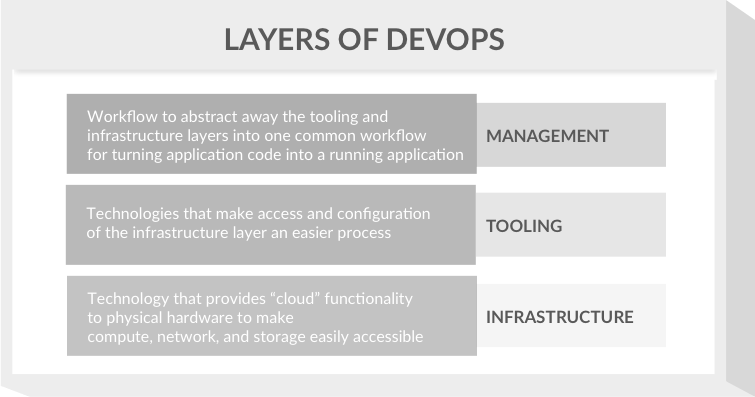 LAYERS OF DEVOPS
Workflow to abstract away the tooling and
infrastructure layers into one common workflow
for turning application code into a running application
MANAGEMENT
Technologies that make access and configuration
of the infrastructure layer an easier process
TOOLING
Technology that provides “cloud” functionality
to physical hardware to make
compute, network, and storage easily accessible
INFRASTRUCTURE